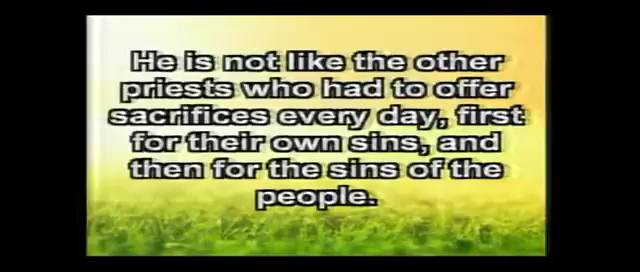 He is not like the other
priests who had to offer
sacrifices every day, first
for their own sins, and
then for the sins of the
people.